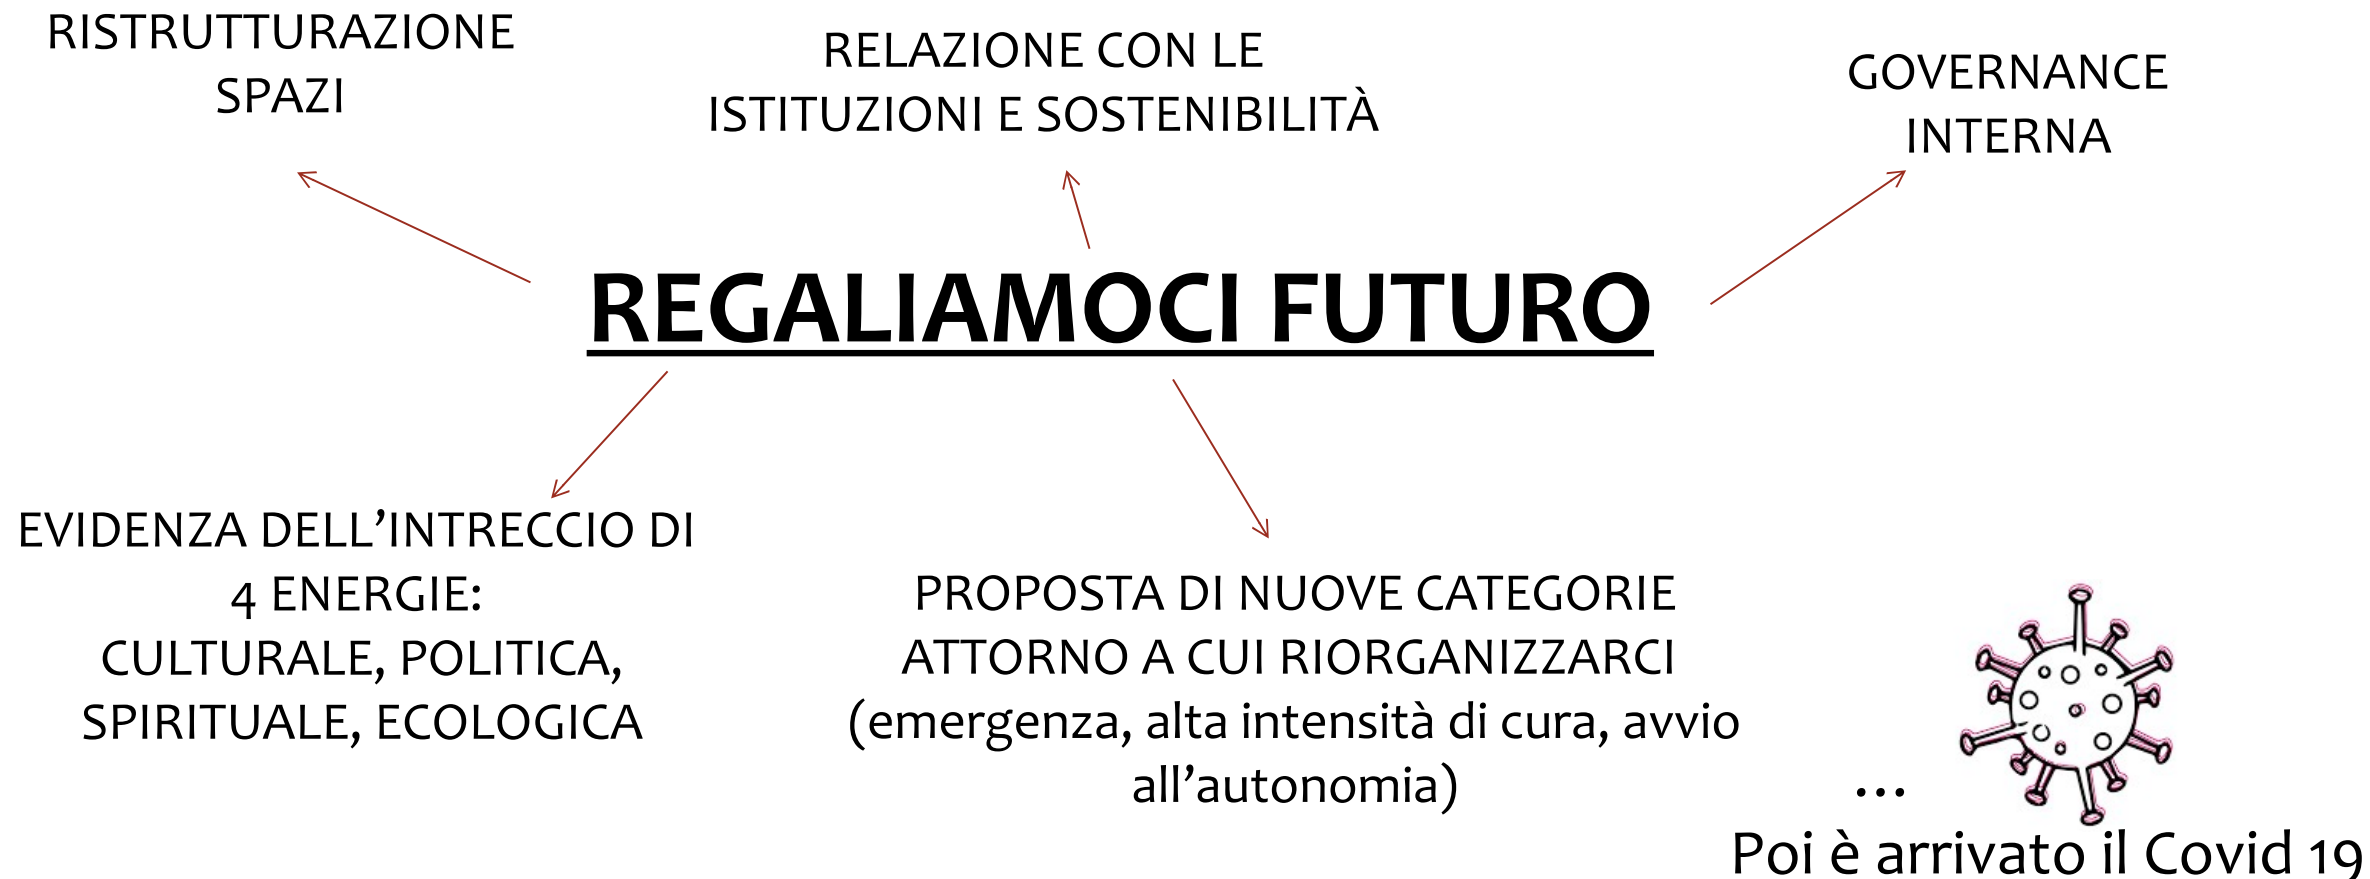 RISTRUTTURAZIONE
SPAZI
RELAZIONE CON LE
ISTITUZIONI E SOSTENIBILITÀ
GOVERNANCE
INTERNA
REGALIAMOCI FUTURO
EVIDENZA DELL’INTRECCIO DI
4 ENERGIE:
CULTURALE, POLITICA,
SPIRITUALE, ECOLOGICA
PROPOSTA DI NUOVE CATEGORIE
ATTORNO A CUI RIORGANIZZARCI
(emergenza, alta intensità di cura, avvio
all’autonomia)
…
Poi è arrivato il Covid 19